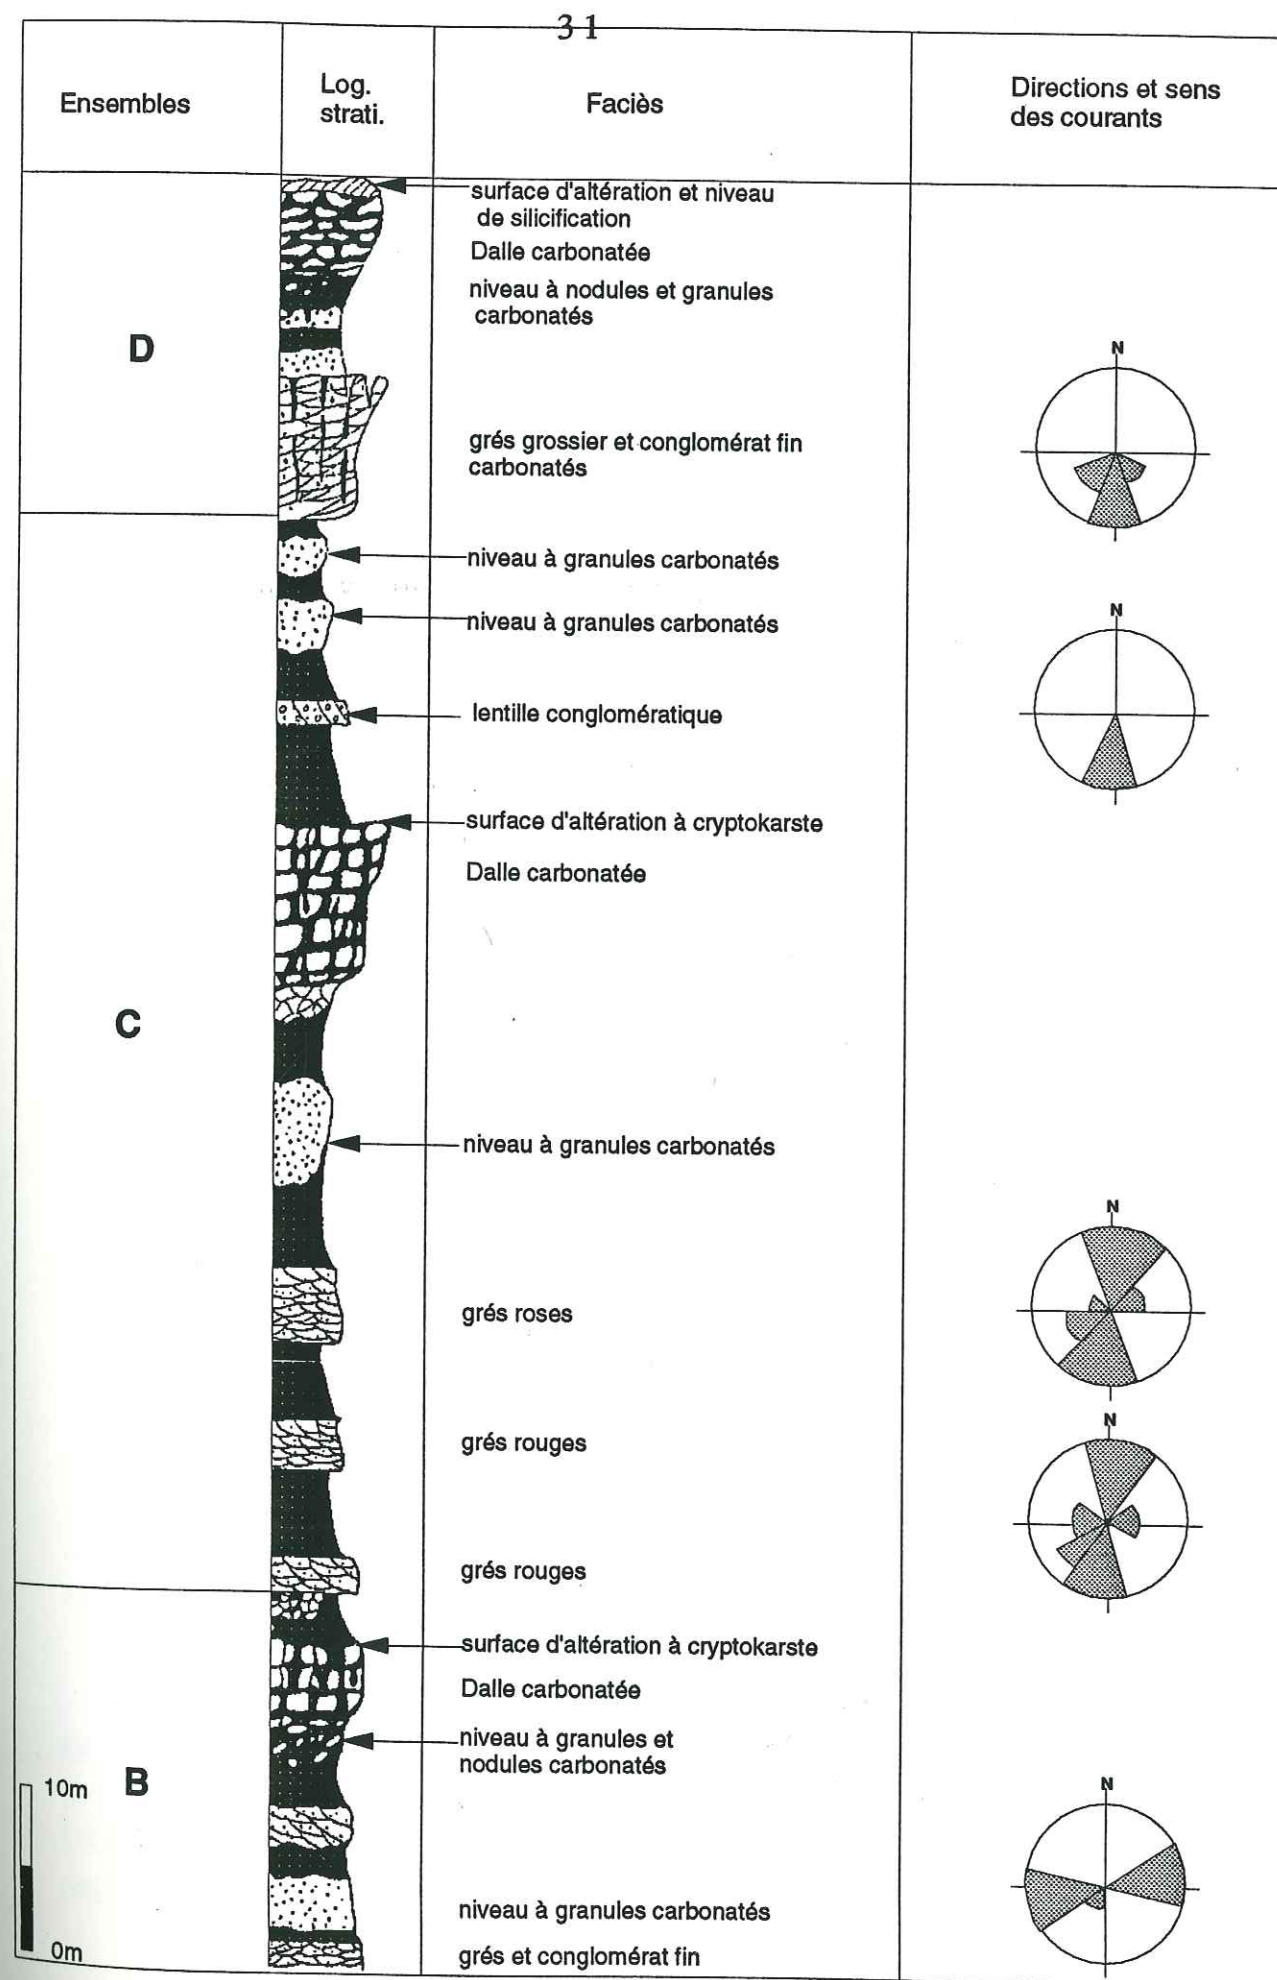 31
Ensembles
Log.
strati.
Faciès
Directions et sens
des courants
surface d'altération et niveau
de silicification
Dalle carbonatée
niveau à nodules et granules
carbonatés
D
N
grés grossier et conglomérat fin
carbonatés
niveau à granules carbonatés
N
niveau à granules carbonatés
lentille conglomératique
surface d'altération à cryptokarste
Dalle carbonatée
C
niveau à granules carbonatés
N
grés roses
N
grés rouges
grés rouges
surface d'altération à cryptokarste
Dalle carbonatée
niveau à granules et
nodules carbonatés
B
10m
N
niveau à granules carbonatés
0m
grés et conglomérat fin